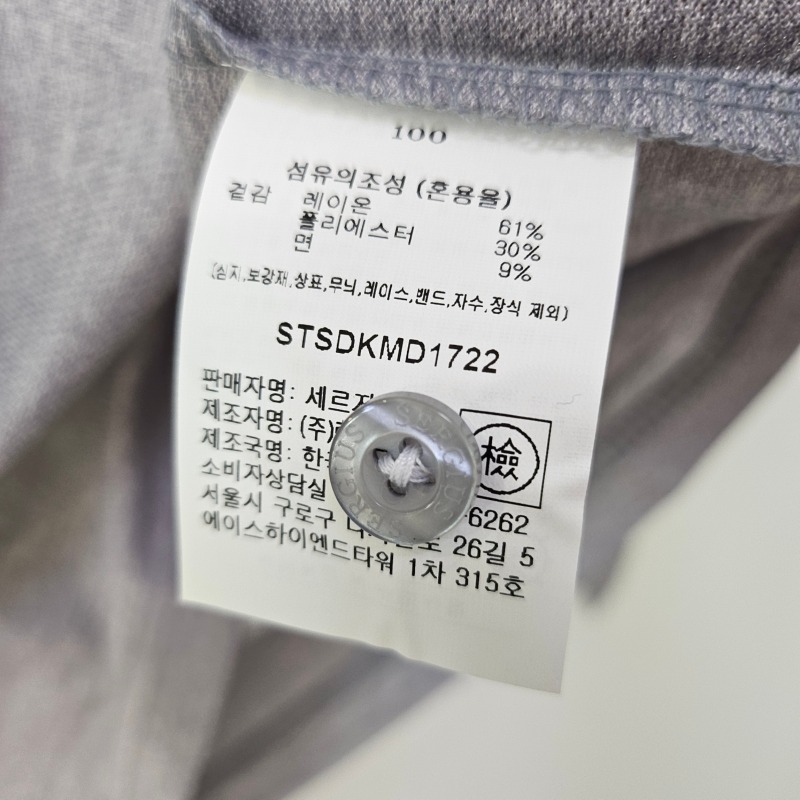 100
섬유의조성 (혼용율)
겉감 레이온 61%
폴리에스터 30%
면 9%
(심지,보강재,상표,무늬,레이스,밴드,자수,장식 제외)
STSDKMD1722
판매자명: 세르지
제조자명: (주)
제조국명: 한
檢
소비자상담실 -6262
서울시 구로구 26길 5
에이스하이엔드타워 1차 315호
SERGIUS
SERGIUS